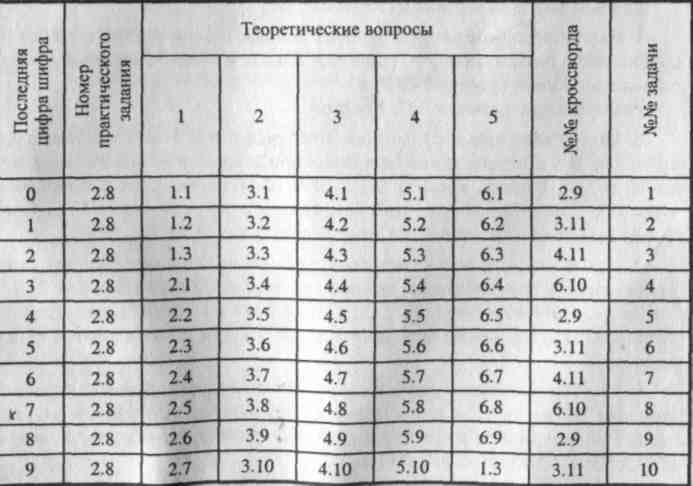 Последняя цифра шифра
Номер практического задания
Теоретические вопросы
1 2 3 4 5
№№ кроссворда
№№ задачи
0 2.8 1.1 3.1 4.1 5.1 6.1 2.9 1
1 2.8 1.2 3.2 4.2 5.2 6.2 3.11 2
2 2.8 1.3 3.3 4.3 5.3 6.3 4.11 3
3 2.8 2.1 3.4 4.4 5.4 6.4 6.10 4
4 2.8 2.2 3.5 4.5 5.5 6.5 2.9 5
5 2.8 2.3 3.6 4.6 5.6 6.6 3.11 6
6 2.8 2.4 3.7 4.7 5.7 6.7 4.11 7
7 2.8 2.5 3.8 4.8 5.8 6.8 6.10 8
8 2.8 2.6 3.9 4.9 5.9 6.9 2.9 9
9 2.8 2.7 3.10 4.10 5.10 1.3 3.11 10